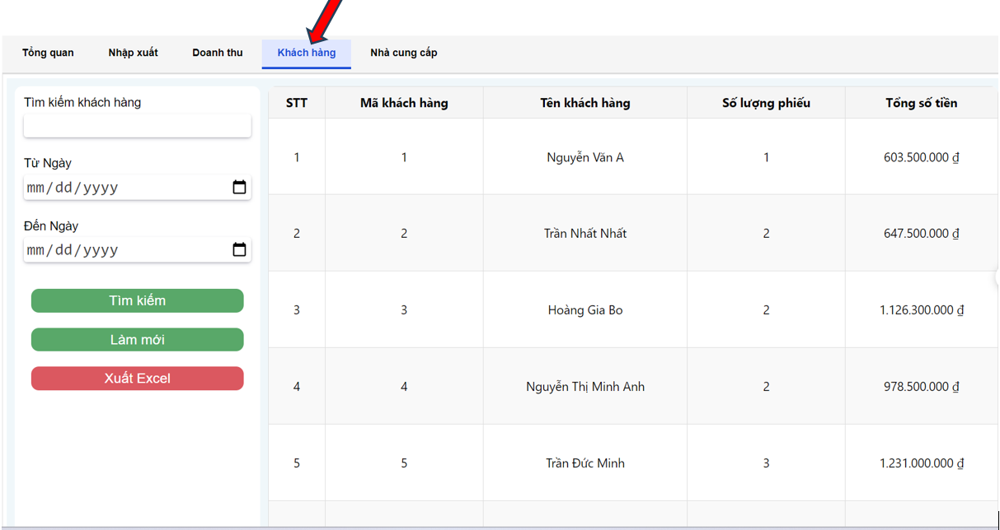 Tổng quan Nhập xuất Doanh thu Khách hàng Nhà cung cấp
Tìm kiếm khách hàng
Từ Ngày
mm/dd/yyyy
Đến Ngày
mm/dd/yyyy
Tìm kiếm
Làm mới
Xuất Excel
STT Mã khách hàng Tên khách hàng Số lượng phiếu Tổng số tiền
1 1 Nguyễn Văn A 1 603.500.000 ₫
2 2 Trần Nhất Nhất 2 647.500.000 ₫
3 3 Hoàng Gia Bo 2 1.126.300.000 ₫
4 4 Nguyễn Thị Minh Anh 2 978.500.000 ₫
5 5 Trần Đức Minh 3 1.231.000.000 ₫